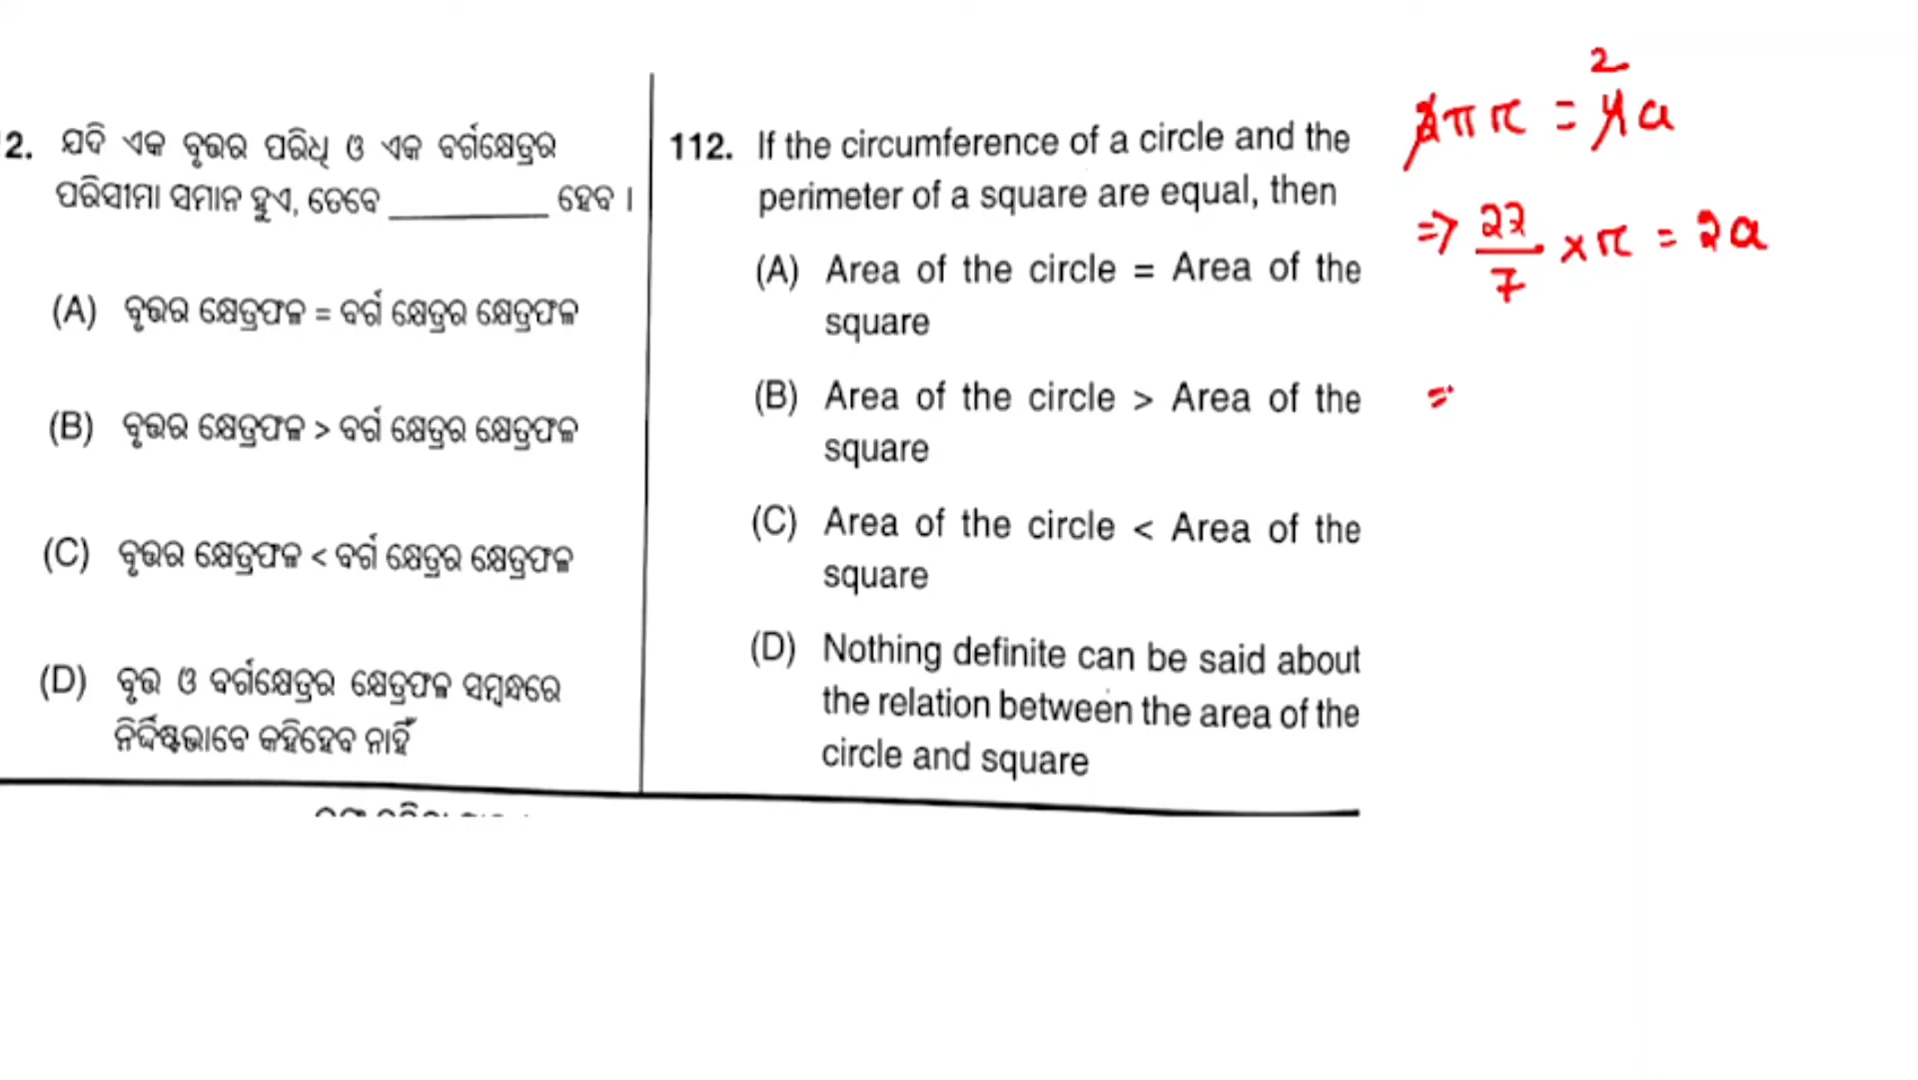 12. ଯଦି ଏକ ବୃତ୍ତର ପରିଧି ଓ ଏକ ବର୍ଗକ୍ଷେତ୍ରର
ପରିସୀମା ସମାନ ହୁଏ, ତେବେ __________ ହେବ ।
(A) ବୃତ୍ତର କ୍ଷେତ୍ରଫଳ = ବର୍ଗ କ୍ଷେତ୍ରର କ୍ଷେତ୍ରଫଳ
(B) ବୃତ୍ତର କ୍ଷେତ୍ରଫଳ > ବର୍ଗ କ୍ଷେତ୍ରର କ୍ଷେତ୍ରଫଳ
(C) ବୃତ୍ତର କ୍ଷେତ୍ରଫଳ < ବର୍ଗ କ୍ଷେତ୍ରର କ୍ଷେତ୍ରଫଳ
(D) ବୃତ୍ତ ଓ ବର୍ଗକ୍ଷେତ୍ରର କ୍ଷେତ୍ରଫଳ ସମ୍ବନ୍ଧରେ
ନିର୍ଦ୍ଦିଷ୍ଟଭାବେ କହିହେବ ନାହିଁ
112. If the circumference of a circle and the
perimeter of a square are equal, then
(A) Area of the circle = Area of the
square
(B) Area of the circle > Area of the
square
(C) Area of the circle < Area of the
square
(D) Nothing definite can be said about
the relation between the area of the
circle and square
2
2πr = 4a
=> 22/7 × r = 2a
=